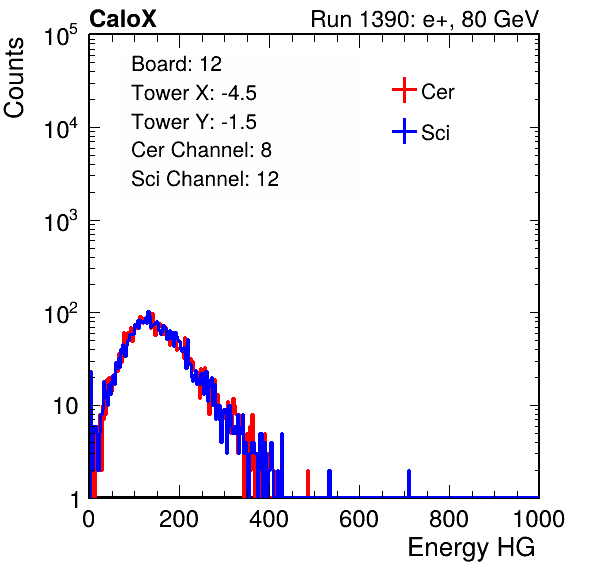 CaloX Run 1390: e+, 80 GeV
Counts
Board: 12
Tower X: -4.5
Tower Y: -1.5
Cer Channel: 8
Sci Channel: 12
Cer
Sci
10^5
10^4
10^3
10^2
10
1
0 200 400 600 800 1000
Energy HG